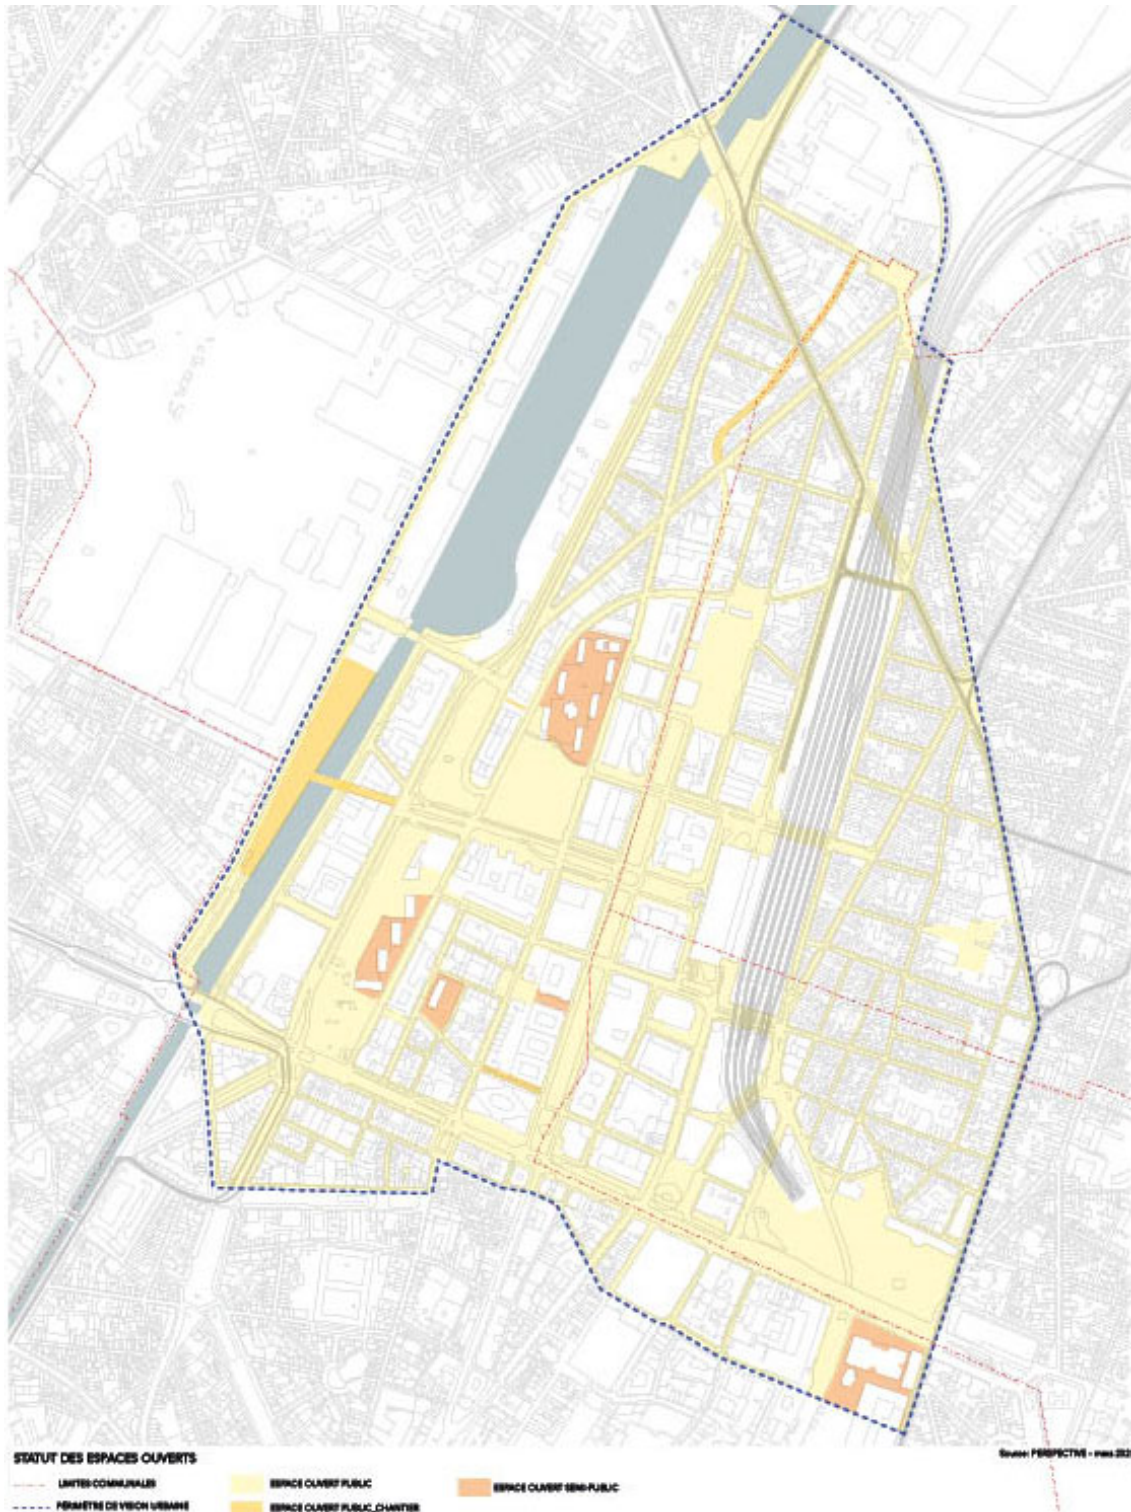 STATUT DES ESPACES OUVERTS
LIMITES COMMUNALES
PÉRIMÈTRE DE VISION URBAINE
ESPACE OUVERT PUBLIC
ESPACE OUVERT PUBLIC_CHANTIER
ESPACE OUVERT SEMI-PUBLIC
Source: PERSPECTIVE - mars